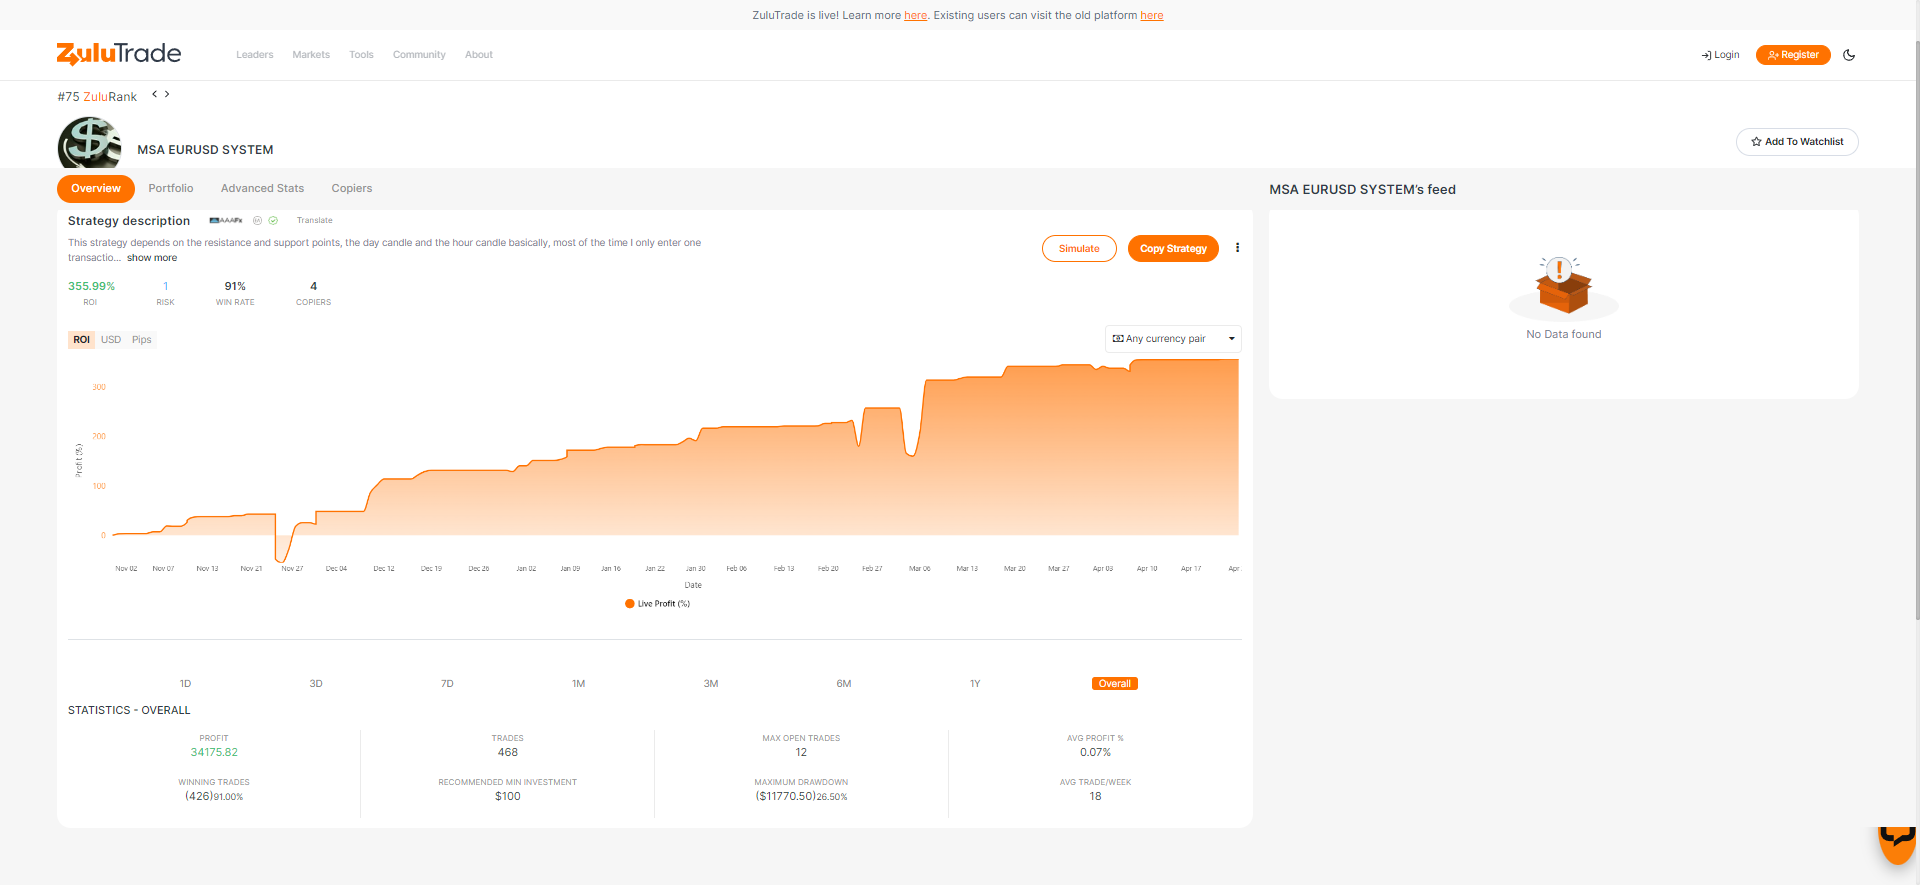 ZuluTrade is live! Learn more here. Existing users can visit the old platform here
ZuluTrade
Leaders Markets Tools Community About
Login Register
#75 ZuluRank
MSA EURUSD SYSTEM
Add To Watchlist
Overview Portfolio Advanced Stats Copiers
MSA EURUSD SYSTEM's feed
Strategy description AAAFx Translate
This strategy depends on the resistance and support points, the day candle and the hour candle basically, most of the time I only enter one
transactio... show more
Simulate Copy Strategy
355.99% 1 91% 4
ROI RISK WIN RATE COPIERS
No Data found
ROI USD Pips
Any currency pair
300
200
100
0
Profit (%)
Nov 02 Nov 07 Nov 13 Nov 21 Nov 27 Dec 04 Dec 12 Dec 19 Dec 26 Jan 02 Jan 09 Jan 16 Jan 22 Jan 30 Feb 06 Feb 13 Feb 20 Feb 27 Mar 06 Mar 13 Mar 20 Mar 27 Apr 03 Apr 10 Apr 17 Apr
Date
Live Profit (%)
1D 3D 7D 1M 3M 6M 1Y Overall
STATISTICS - OVERALL
PROFIT TRADES MAX OPEN TRADES AVG PROFIT %
34175.82 468 12 0.07%
WINNING TRADES RECOMMENDED MIN INVESTMENT MAXIMUM DRAWDOWN AVG TRADE/WEEK
(426)91.00% $100 ($11770.50)26.50% 18